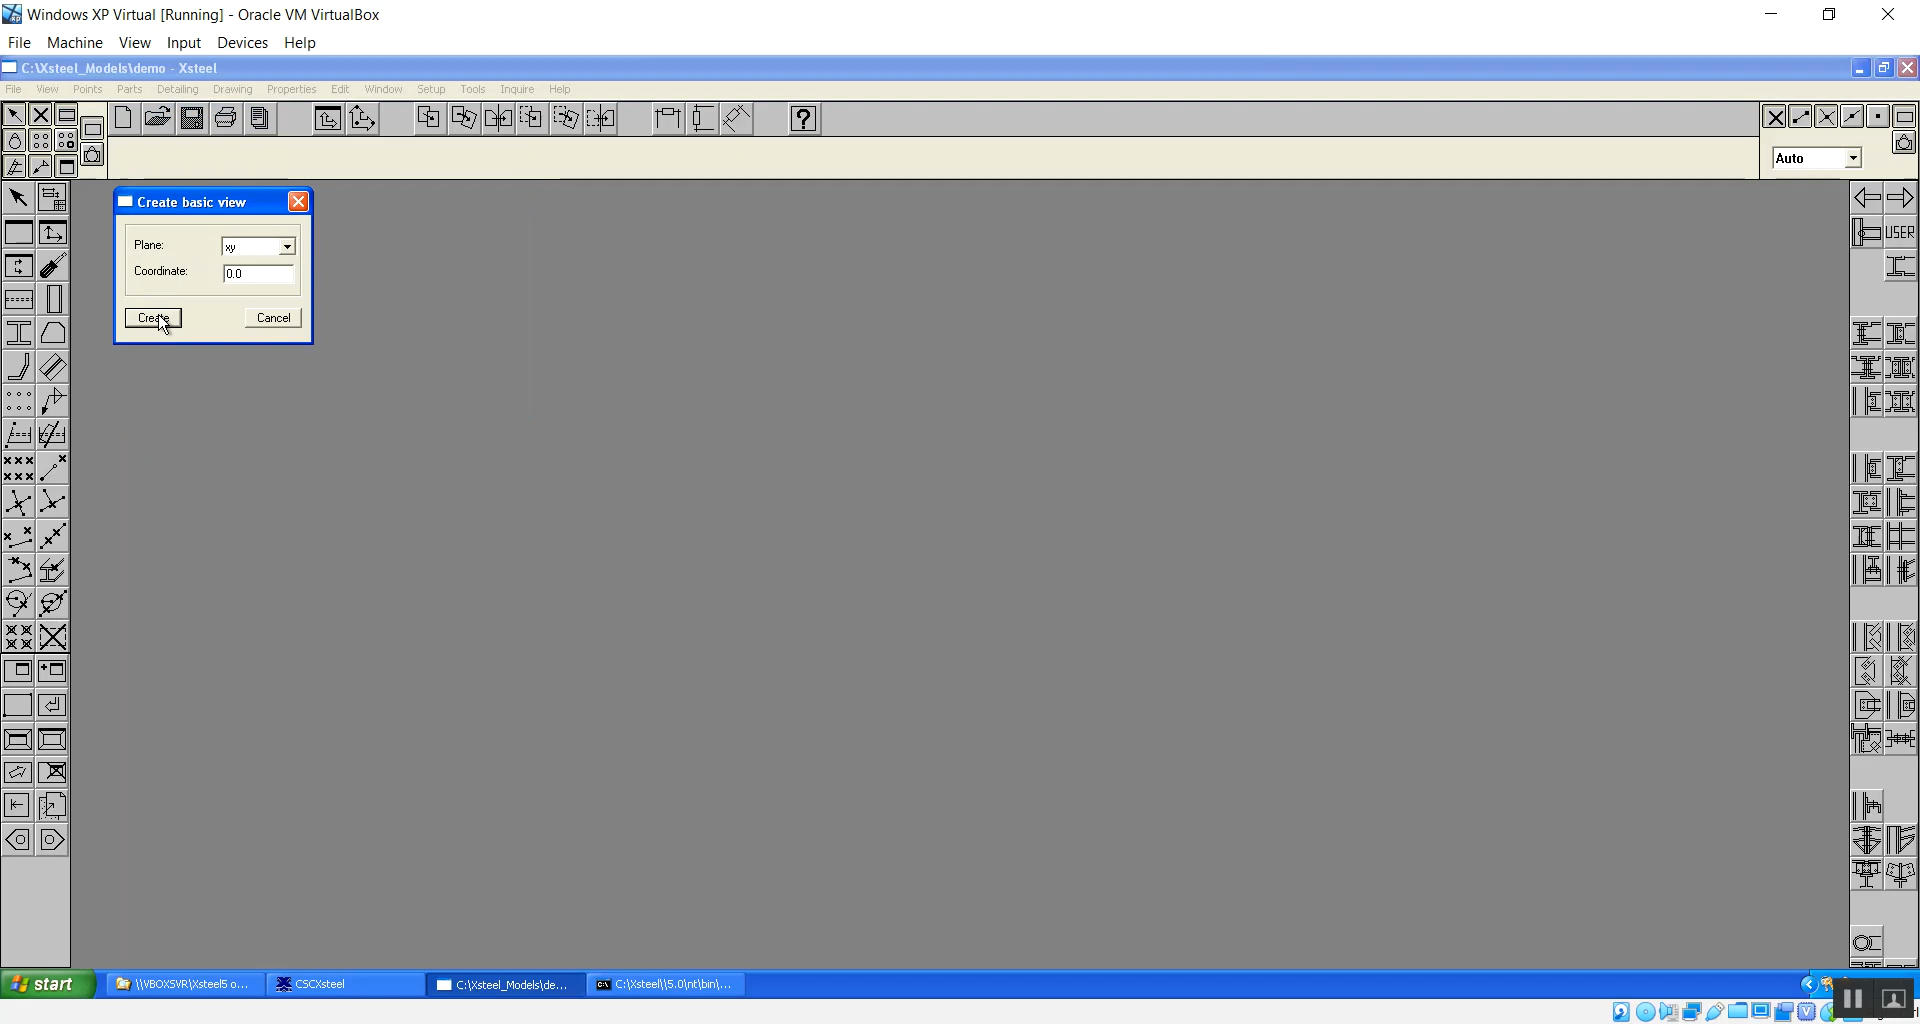 Windows XP Virtual [Running] - Oracle VM VirtualBox
File Machine View Input Devices Help
C:\Xsteel_Models\demo - Xsteel
File View Points Parts Detailing Drawing Properties Edit Window Setup Tools Inquire Help
Auto
Create basic view
USER
Plane: xy
Coordinate: 0.0
Create Cancel
start \\VBOXSVR\Xsteel5 o... CSCXsteel C:\Xsteel_Models\de... C:\Xsteel\\5.0\nt\bin\...